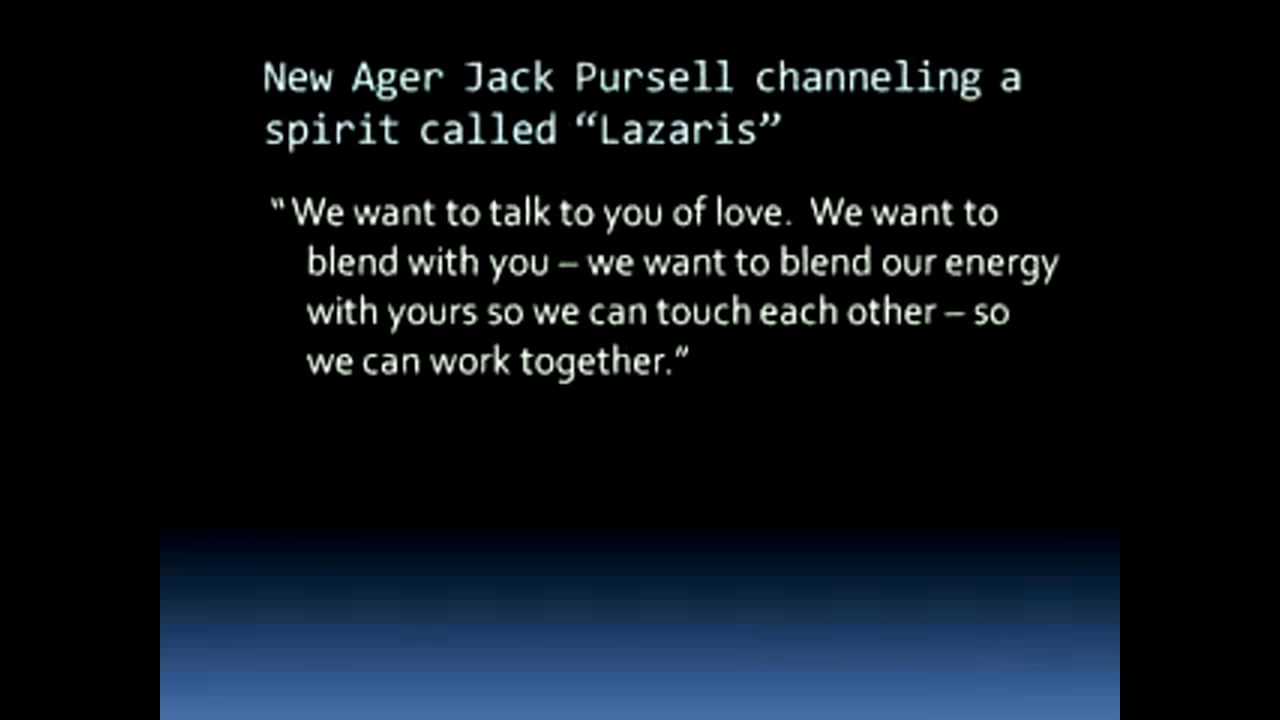 New Ager Jack Pursell channeling a
spirit called “Lazaris”
“We want to talk to you of love.  We want to
blend with you – we want to blend our energy
with yours so we can touch each other – so
we can work together.”